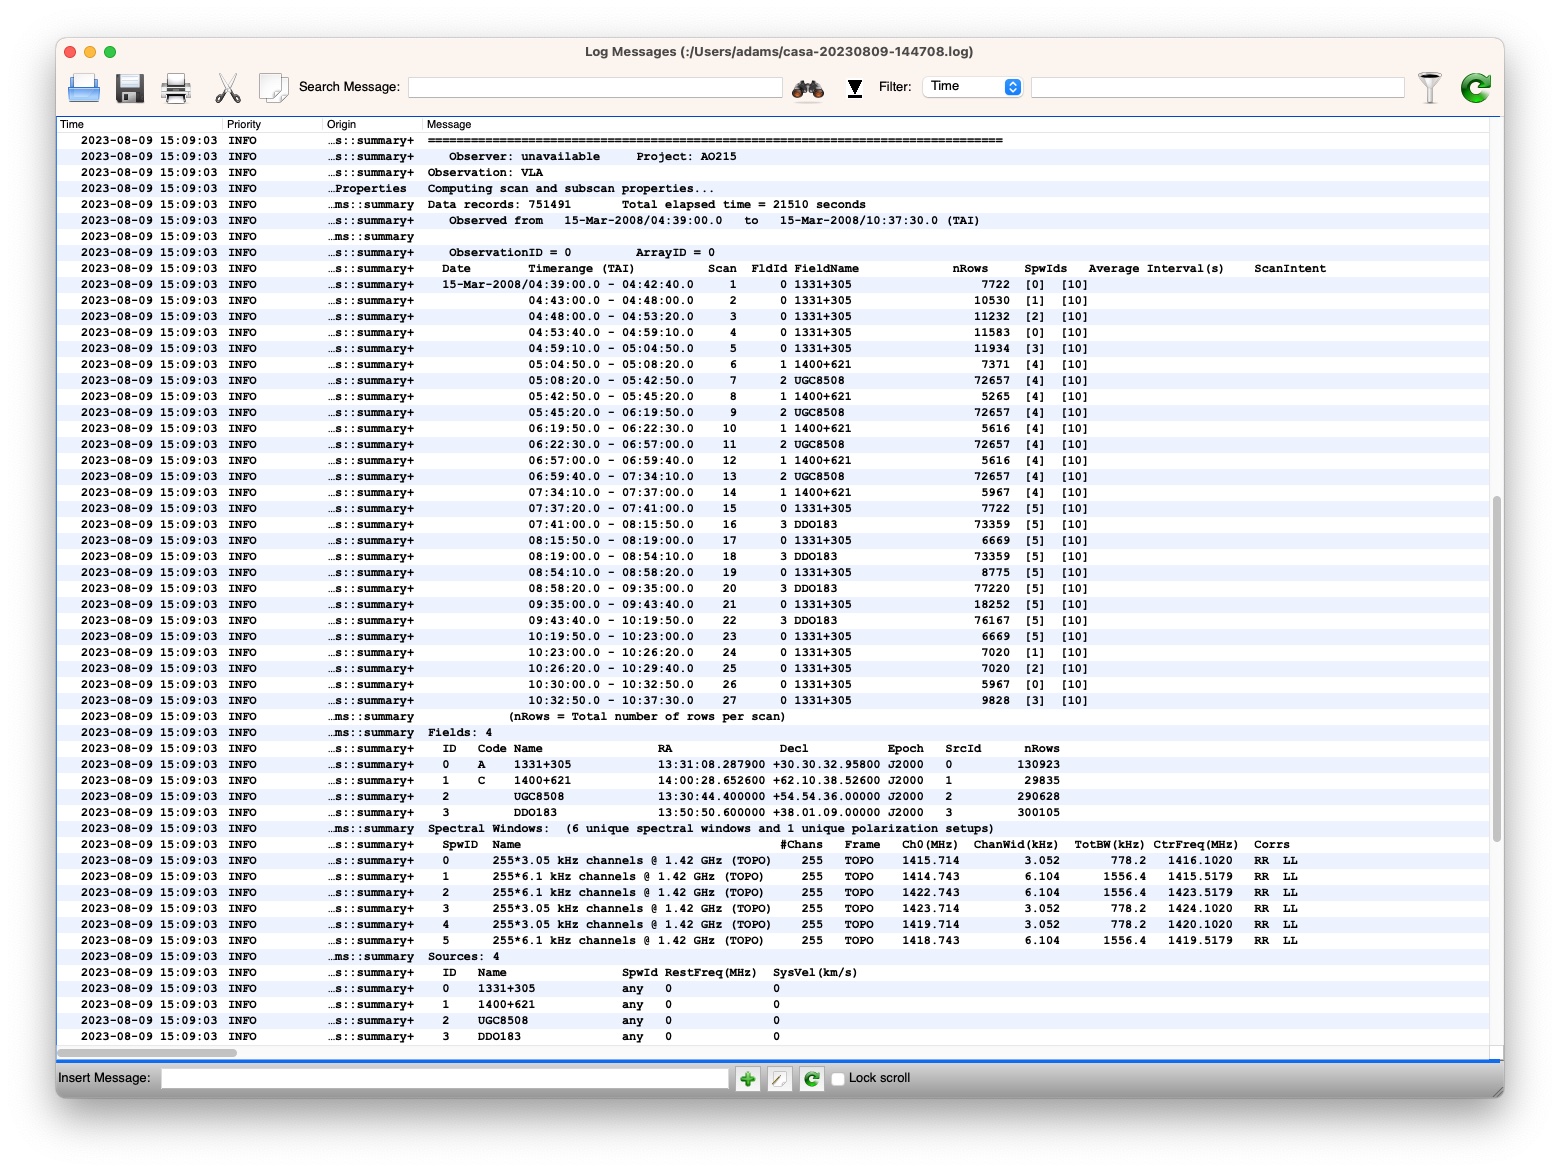 Log Messages (:/Users/adams/casa-20230809-144708.log)
Search Message: Filter: Time
Time Priority Origin Message
2023-08-09 15:09:03 INFO …s::summary+ ================================================================================
2023-08-09 15:09:03 INFO …s::summary+ Observer: unavailable Project: AO215
2023-08-09 15:09:03 INFO …s::summary+ Observation: VLA
2023-08-09 15:09:03 INFO …Properties Computing scan and subscan properties...
2023-08-09 15:09:03 INFO …ms::summary Data records: 751491 Total elapsed time = 21510 seconds
2023-08-09 15:09:03 INFO …s::summary+ Observed from 15-Mar-2008/04:39:00.0 to 15-Mar-2008/10:37:30.0 (TAI)
2023-08-09 15:09:03 INFO …ms::summary
2023-08-09 15:09:03 INFO …s::summary+ ObservationID = 0 ArrayID = 0
2023-08-09 15:09:03 INFO …s::summary+ Date Timerange (TAI) Scan FldId FieldName nRows SpwIds Average Interval(s) ScanIntent
2023-08-09 15:09:03 INFO …s::summary+ 15-Mar-2008/04:39:00.0 - 04:42:40.0 1 0 1331+305 7722 [0] [10]
2023-08-09 15:09:03 INFO …s::summary+ 04:43:00.0 - 04:48:00.0 2 0 1331+305 10530 [1] [10]
2023-08-09 15:09:03 INFO …s::summary+ 04:48:00.0 - 04:53:20.0 3 0 1331+305 11232 [2] [10]
2023-08-09 15:09:03 INFO …s::summary+ 04:53:40.0 - 04:59:10.0 4 0 1331+305 11583 [0] [10]
2023-08-09 15:09:03 INFO …s::summary+ 04:59:10.0 - 05:04:50.0 5 0 1331+305 11934 [3] [10]
2023-08-09 15:09:03 INFO …s::summary+ 05:04:50.0 - 05:08:20.0 6 1 1400+621 7371 [4] [10]
2023-08-09 15:09:03 INFO …s::summary+ 05:08:20.0 - 05:42:50.0 7 2 UGC8508 72657 [4] [10]
2023-08-09 15:09:03 INFO …s::summary+ 05:42:50.0 - 05:45:20.0 8 1 1400+621 5265 [4] [10]
2023-08-09 15:09:03 INFO …s::summary+ 05:45:20.0 - 06:19:50.0 9 2 UGC8508 72657 [4] [10]
2023-08-09 15:09:03 INFO …s::summary+ 06:19:50.0 - 06:22:30.0 10 1 1400+621 5616 [4] [10]
2023-08-09 15:09:03 INFO …s::summary+ 06:22:30.0 - 06:57:00.0 11 2 UGC8508 72657 [4] [10]
2023-08-09 15:09:03 INFO …s::summary+ 06:57:00.0 - 06:59:40.0 12 1 1400+621 5616 [4] [10]
2023-08-09 15:09:03 INFO …s::summary+ 06:59:40.0 - 07:34:10.0 13 2 UGC8508 72657 [4] [10]
2023-08-09 15:09:03 INFO …s::summary+ 07:34:10.0 - 07:37:00.0 14 1 1400+621 5967 [4] [10]
2023-08-09 15:09:03 INFO …s::summary+ 07:37:20.0 - 07:41:00.0 15 0 1331+305 7722 [5] [10]
2023-08-09 15:09:03 INFO …s::summary+ 07:41:00.0 - 08:15:50.0 16 3 DDO183 73359 [5] [10]
2023-08-09 15:09:03 INFO …s::summary+ 08:15:50.0 - 08:19:00.0 17 0 1331+305 6669 [5] [10]
2023-08-09 15:09:03 INFO …s::summary+ 08:19:00.0 - 08:54:10.0 18 3 DDO183 73359 [5] [10]
2023-08-09 15:09:03 INFO …s::summary+ 08:54:10.0 - 08:58:20.0 19 0 1331+305 8775 [5] [10]
2023-08-09 15:09:03 INFO …s::summary+ 08:58:20.0 - 09:35:00.0 20 3 DDO183 77220 [5] [10]
2023-08-09 15:09:03 INFO …s::summary+ 09:35:00.0 - 09:43:40.0 21 0 1331+305 18252 [5] [10]
2023-08-09 15:09:03 INFO …s::summary+ 09:43:40.0 - 10:19:50.0 22 3 DDO183 76167 [5] [10]
2023-08-09 15:09:03 INFO …s::summary+ 10:19:50.0 - 10:23:00.0 23 0 1331+305 6669 [5] [10]
2023-08-09 15:09:03 INFO …s::summary+ 10:23:00.0 - 10:26:20.0 24 0 1331+305 7020 [1] [10]
2023-08-09 15:09:03 INFO …s::summary+ 10:26:20.0 - 10:29:40.0 25 0 1331+305 7020 [2] [10]
2023-08-09 15:09:03 INFO …s::summary+ 10:30:00.0 - 10:32:50.0 26 0 1331+305 5967 [0] [10]
2023-08-09 15:09:03 INFO …s::summary+ 10:32:50.0 - 10:37:30.0 27 0 1331+305 9828 [3] [10]
2023-08-09 15:09:03 INFO …ms::summary (nRows = Total number of rows per scan)
2023-08-09 15:09:03 INFO …ms::summary Fields: 4
2023-08-09 15:09:03 INFO …s::summary+ ID Code Name RA Decl Epoch SrcId nRows
2023-08-09 15:09:03 INFO …s::summary+ 0 A 1331+305 13:31:08.287900 +30.30.32.95800 J2000 0 130923
2023-08-09 15:09:03 INFO …s::summary+ 1 C 1400+621 14:00:28.652600 +62.10.38.52600 J2000 1 29835
2023-08-09 15:09:03 INFO …s::summary+ 2 UGC8508 13:30:44.400000 +54.54.36.00000 J2000 2 290628
2023-08-09 15:09:03 INFO …s::summary+ 3 DDO183 13:50:50.600000 +38.01.09.00000 J2000 3 300105
2023-08-09 15:09:03 INFO …ms::summary Spectral Windows: (6 unique spectral windows and 1 unique polarization setups)
2023-08-09 15:09:03 INFO …s::summary+ SpwID Name #Chans Frame Ch0(MHz) ChanWid(kHz) TotBW(kHz) CtrFreq(MHz) Corrs
2023-08-09 15:09:03 INFO …s::summary+ 0 255*3.05 kHz channels @ 1.42 GHz (TOPO) 255 TOPO 1415.714 3.052 778.2 1416.1020 RR LL
2023-08-09 15:09:03 INFO …s::summary+ 1 255*6.1 kHz channels @ 1.42 GHz (TOPO) 255 TOPO 1414.743 6.104 1556.4 1415.5179 RR LL
2023-08-09 15:09:03 INFO …s::summary+ 2 255*6.1 kHz channels @ 1.42 GHz (TOPO) 255 TOPO 1422.743 6.104 1556.4 1423.5179 RR LL
2023-08-09 15:09:03 INFO …s::summary+ 3 255*3.05 kHz channels @ 1.42 GHz (TOPO) 255 TOPO 1423.714 3.052 778.2 1424.1020 RR LL
2023-08-09 15:09:03 INFO …s::summary+ 4 255*3.05 kHz channels @ 1.42 GHz (TOPO) 255 TOPO 1419.714 3.052 778.2 1420.1020 RR LL
2023-08-09 15:09:03 INFO …s::summary+ 5 255*6.1 kHz channels @ 1.42 GHz (TOPO) 255 TOPO 1418.743 6.104 1556.4 1419.5179 RR LL
2023-08-09 15:09:03 INFO …ms::summary Sources: 4
2023-08-09 15:09:03 INFO …s::summary+ ID Name SpwId RestFreq(MHz) SysVel(km/s)
2023-08-09 15:09:03 INFO …s::summary+ 0 1331+305 any 0 0
2023-08-09 15:09:03 INFO …s::summary+ 1 1400+621 any 0 0
2023-08-09 15:09:03 INFO …s::summary+ 2 UGC8508 any 0 0
2023-08-09 15:09:03 INFO …s::summary+ 3 DDO183 any 0 0
Insert Message: Lock scroll